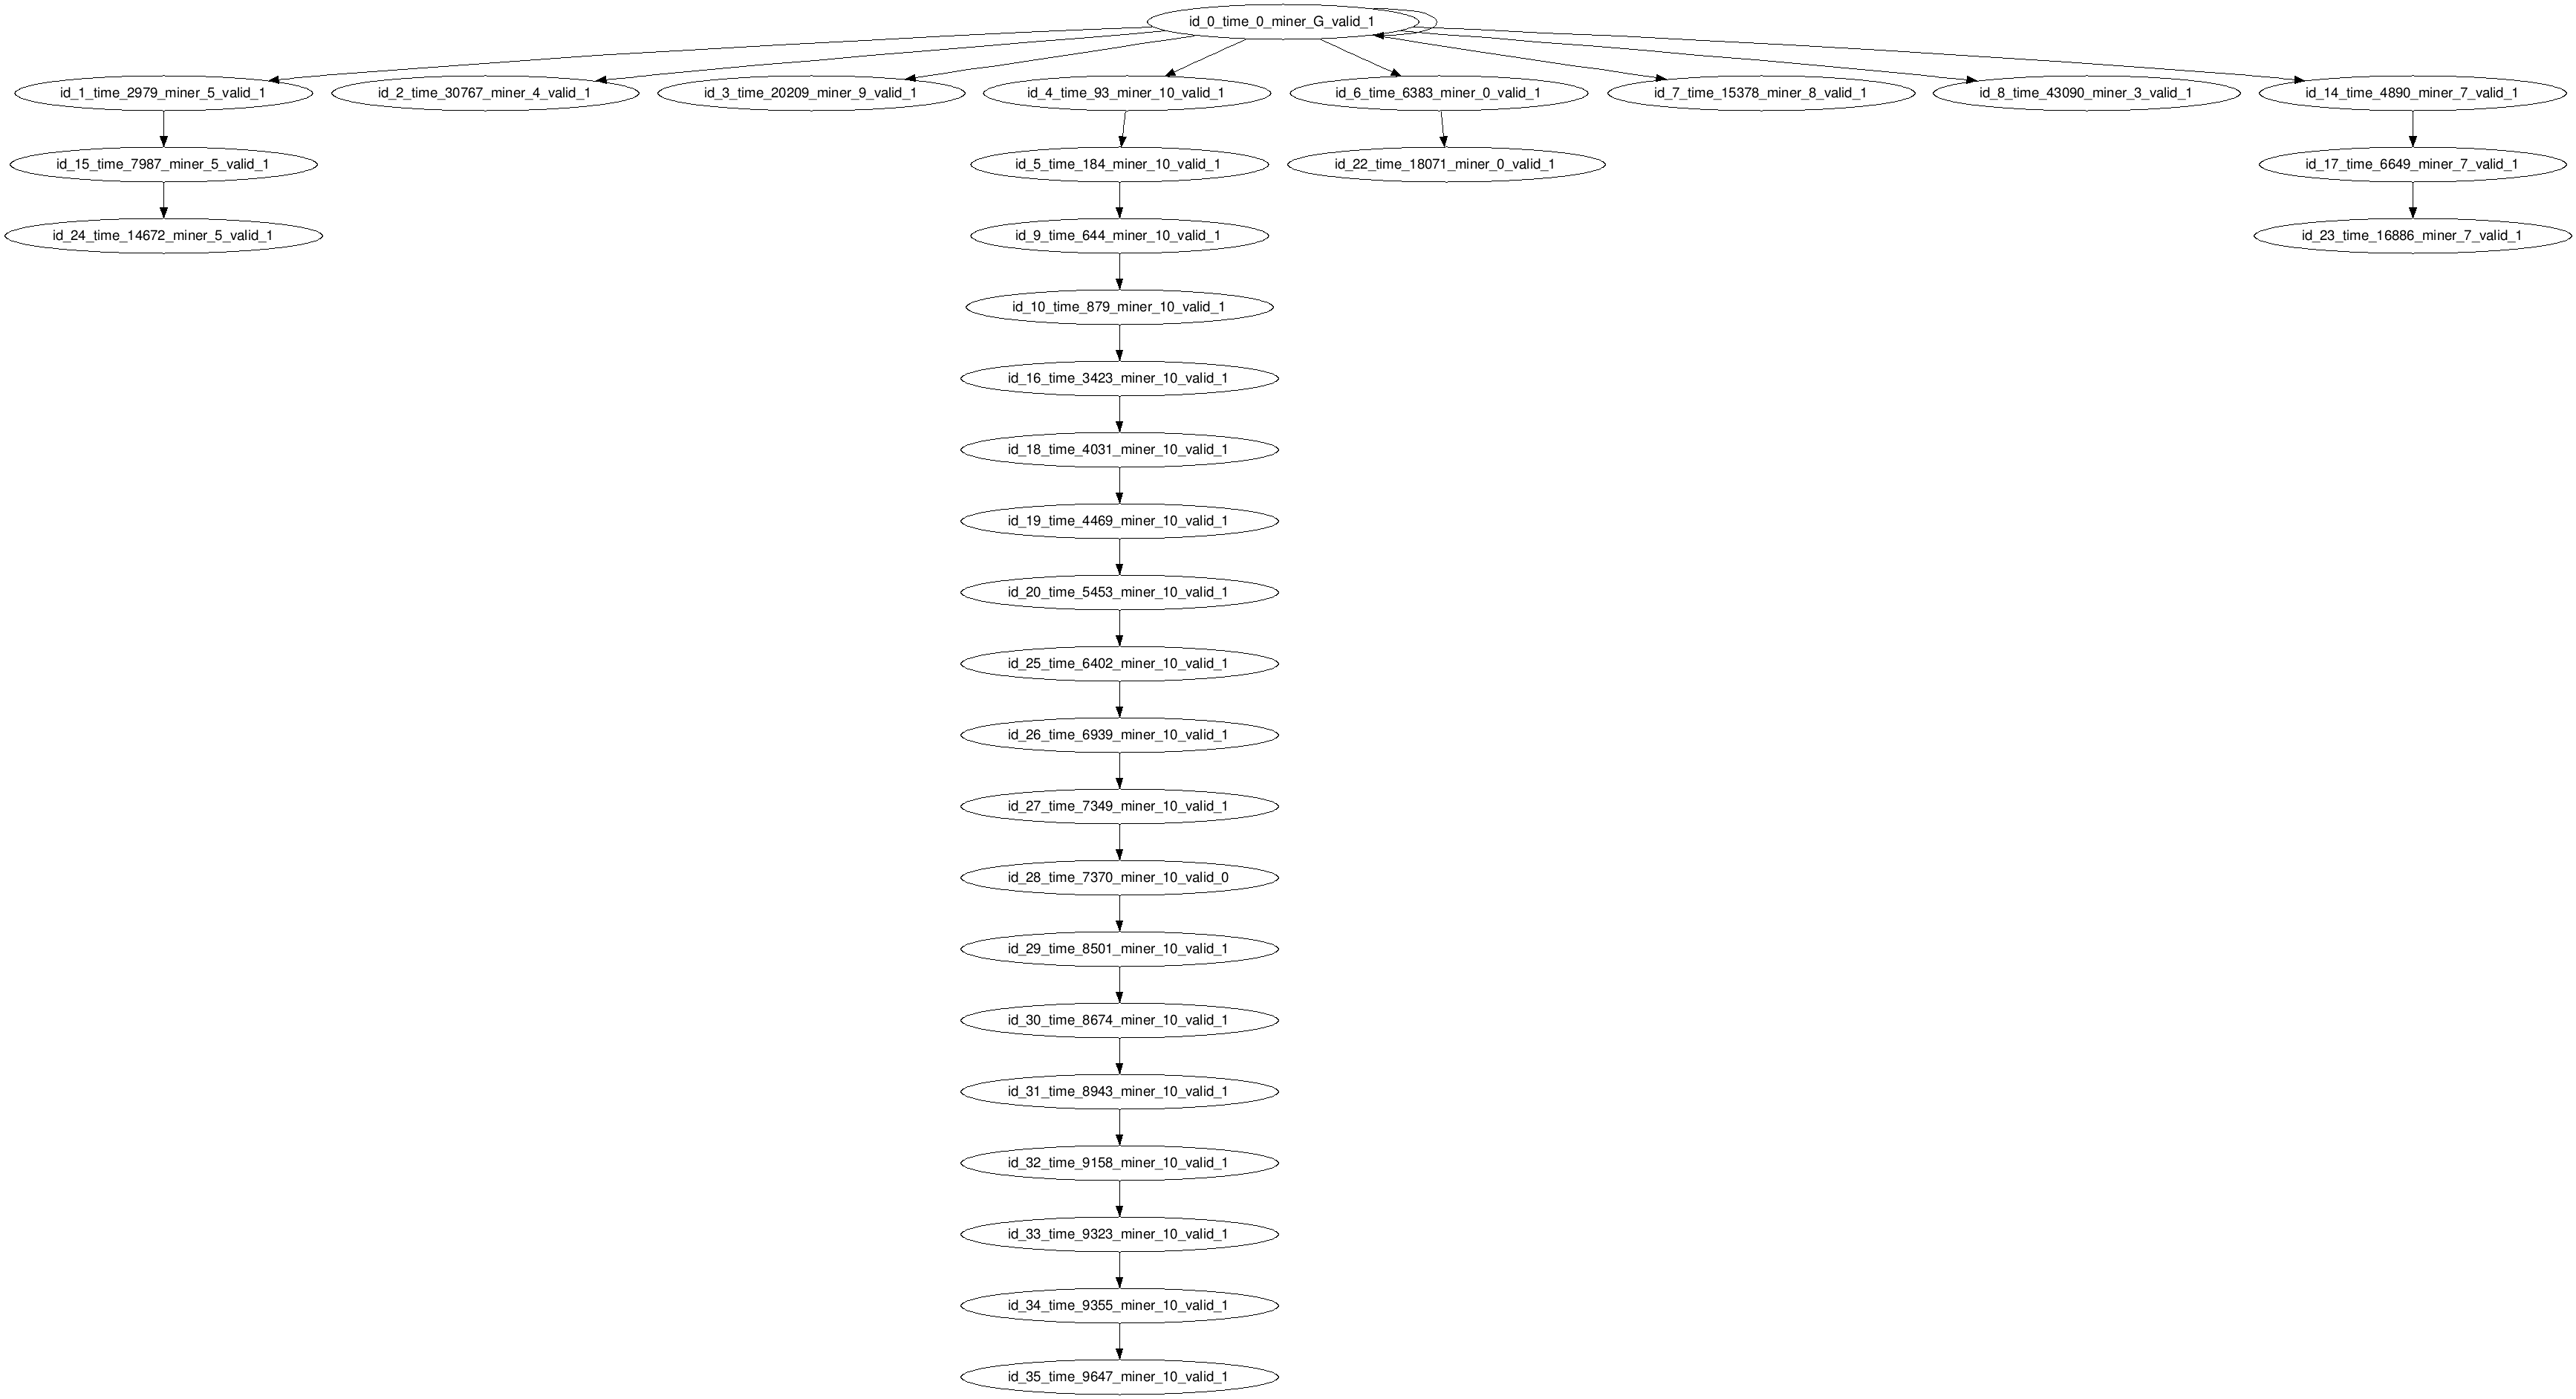 id_0_time_0_miner_G_valid_1
id_1_time_2979_miner_5_valid_1
id_2_time_30767_miner_4_valid_1
id_3_time_20209_miner_9_valid_1
id_4_time_93_miner_10_valid_1
id_6_time_6383_miner_0_valid_1
id_7_time_15378_miner_8_valid_1
id_8_time_43090_miner_3_valid_1
id_14_time_4890_miner_7_valid_1
id_15_time_7987_miner_5_valid_1
id_5_time_184_miner_10_valid_1
id_22_time_18071_miner_0_valid_1
id_17_time_6649_miner_7_valid_1
id_24_time_14672_miner_5_valid_1
id_9_time_644_miner_10_valid_1
id_23_time_16886_miner_7_valid_1
id_10_time_879_miner_10_valid_1
id_16_time_3423_miner_10_valid_1
id_18_time_4031_miner_10_valid_1
id_19_time_4469_miner_10_valid_1
id_20_time_5453_miner_10_valid_1
id_25_time_6402_miner_10_valid_1
id_26_time_6939_miner_10_valid_1
id_27_time_7349_miner_10_valid_1
id_28_time_7370_miner_10_valid_0
id_29_time_8501_miner_10_valid_1
id_30_time_8674_miner_10_valid_1
id_31_time_8943_miner_10_valid_1
id_32_time_9158_miner_10_valid_1
id_33_time_9323_miner_10_valid_1
id_34_time_9355_miner_10_valid_1
id_35_time_9647_miner_10_valid_1